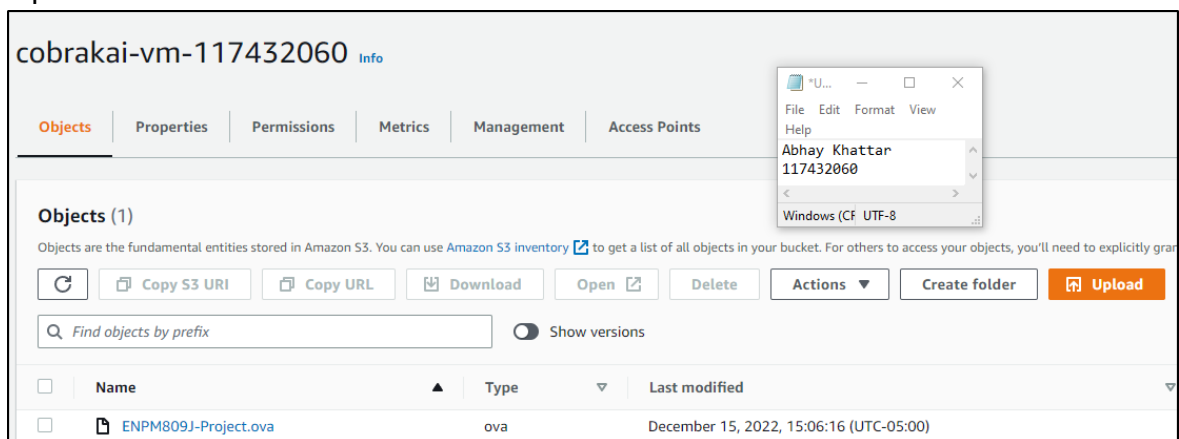 cobrakai-vm-117432060 Info
*U...
File Edit Format View
Help
Abhay Khattar
117432060
Windows (CF UTF-8
Objects Properties Permissions Metrics Management Access Points
Objects (1)
Objects are the fundamental entities stored in Amazon S3. You can use Amazon S3 inventory to get a list of all objects in your bucket. For others to access your objects, you'll need to explicitly gran
Copy S3 URI Copy URL Download Open Delete Actions Create folder Upload
Find objects by prefix Show versions
Name Type Last modified
ENPM809J-Project.ova ova December 15, 2022, 15:06:16 (UTC-05:00)